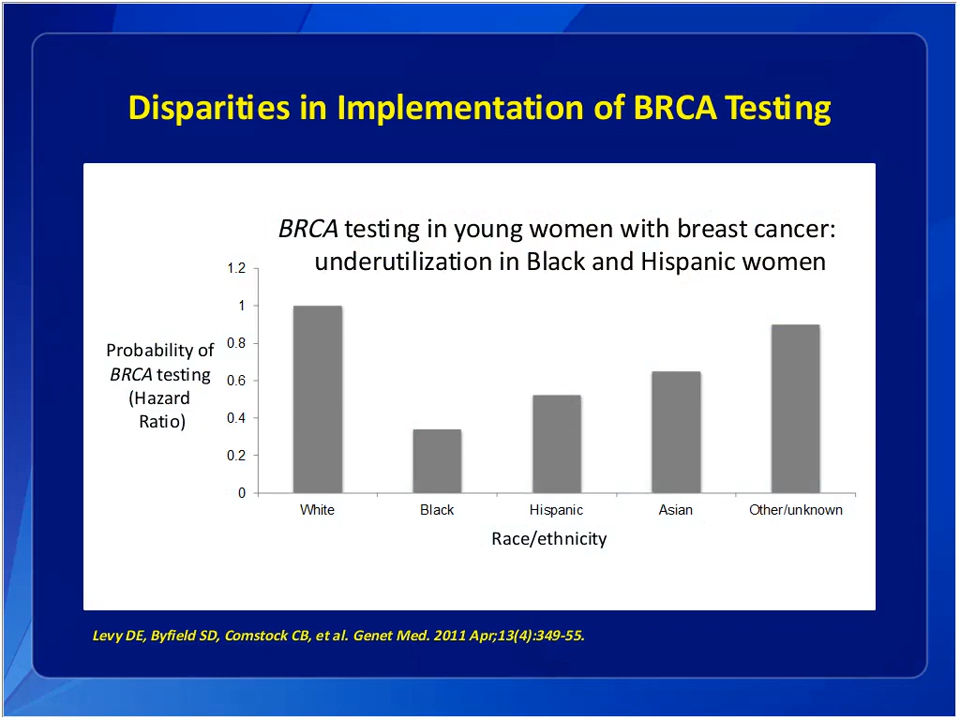 Disparities in Implementation of BRCA Testing
BRCA testing in young women with breast cancer:
underutilization in Black and Hispanic women
1.2
1
0.8
0.6
0.4
0.2
0
Probability of
BRCA testing
(Hazard
Ratio)
White
Black
Hispanic
Asian
Other/unknown
Race/ethnicity
Levy DE, Byfield SD, Comstock CB, et al. Genet Med. 2011 Apr;13(4):349-55.